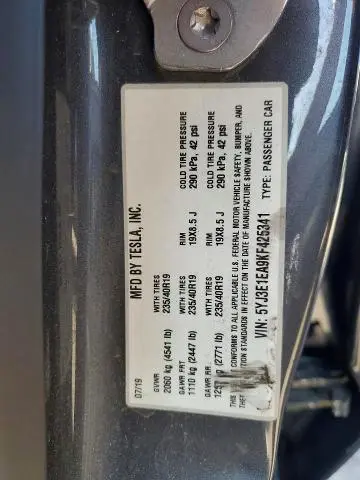 MFD BY TESLA, INC.
07/19
GVWR WITH TIRES RIM COLD TIRE PRESSURE
2060 kg (4541 lb) 235/40R19 19X8.5 J 290 kPa, 42 psi
GAWR FRT WITH TIRES RIM COLD TIRE PRESSURE
1110 kg (2447 lb) 235/40R19 19X8.5 J 290 kPa, 42 psi
GAWR RR
kg (2771 lb)
THIS CONFORMS TO ALL APPLICABLE U.S. FEDERAL MOTOR VEHICLE SAFETY, BUMPER, AND
THEFT STANDARDS IN EFFECT ON THE DATE OF MANUFACTURE SHOWN ABOVE.
VIN: 5YJ3E1EA9KF425341 TYPE: PASSENGER CAR